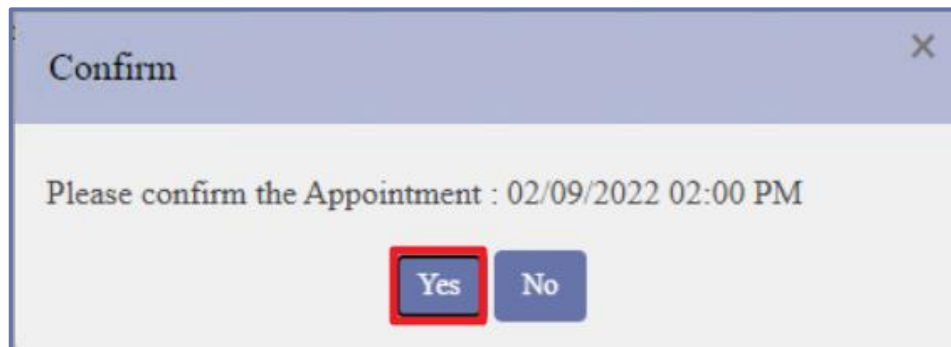 Confirm
×
Please confirm the Appointment : 02/09/2022 02:00 PM
Yes No